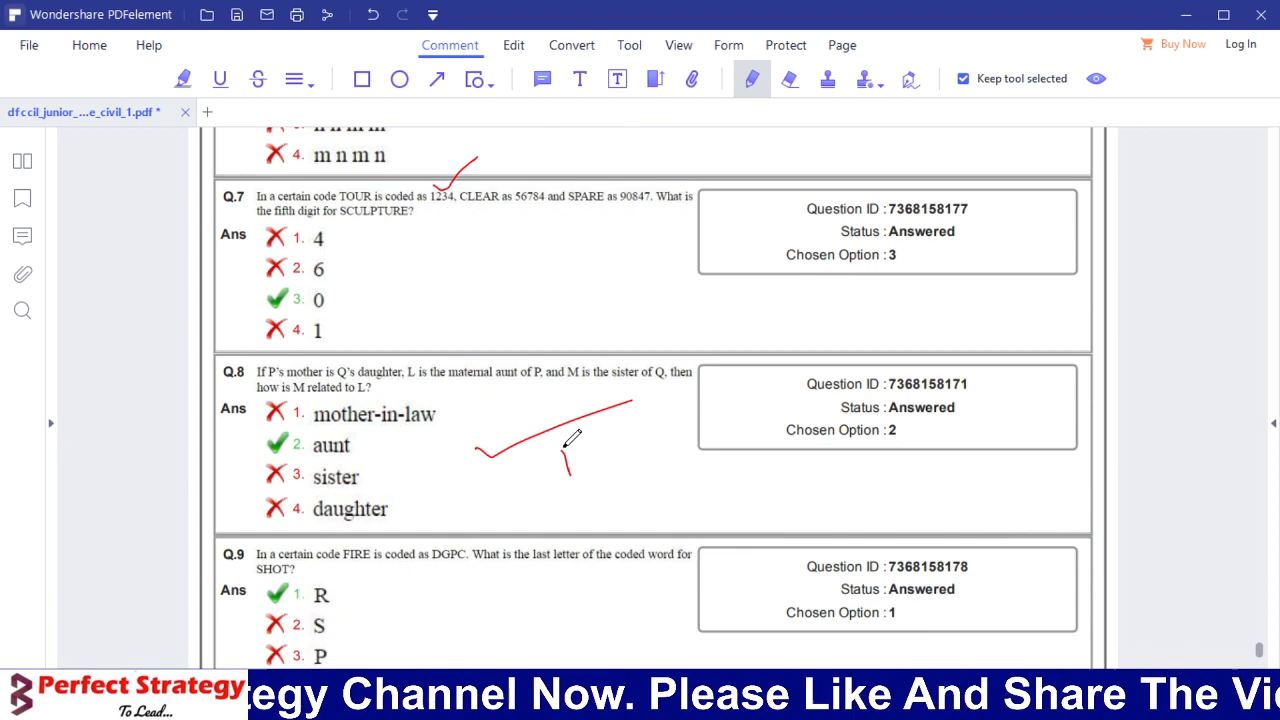 Wondershare PDFelement
File Home Help Comment Edit Convert Tool View Form Protect Page Buy Now Log In
Keep tool selected
dfccil_junior_...e_civil_1.pdf *
4. m n m n
Q.7 In a certain code TOUR is coded as 1234, CLEAR as 56784 and SPARE as 90847. What is
the fifth digit for SCULPTURE?
Ans 1. 4
2. 6
3. 0
4. 1
Question ID : 7368158177
Status : Answered
Chosen Option : 3
Q.8 If P's mother is Q's daughter, L is the maternal aunt of P, and M is the sister of Q, then
how is M related to L?
Ans 1. mother-in-law
2. aunt
3. sister
4. daughter
Question ID : 7368158171
Status : Answered
Chosen Option : 2
Q.9 In a certain code FIRE is coded as DGPC. What is the last letter of the coded word for
SHOT?
Ans 1. R
2. S
3. P
Question ID : 7368158178
Status : Answered
Chosen Option : 1
Perfect Strategy
To Lead...
tegy Channel Now. Please Like And Share The Vi